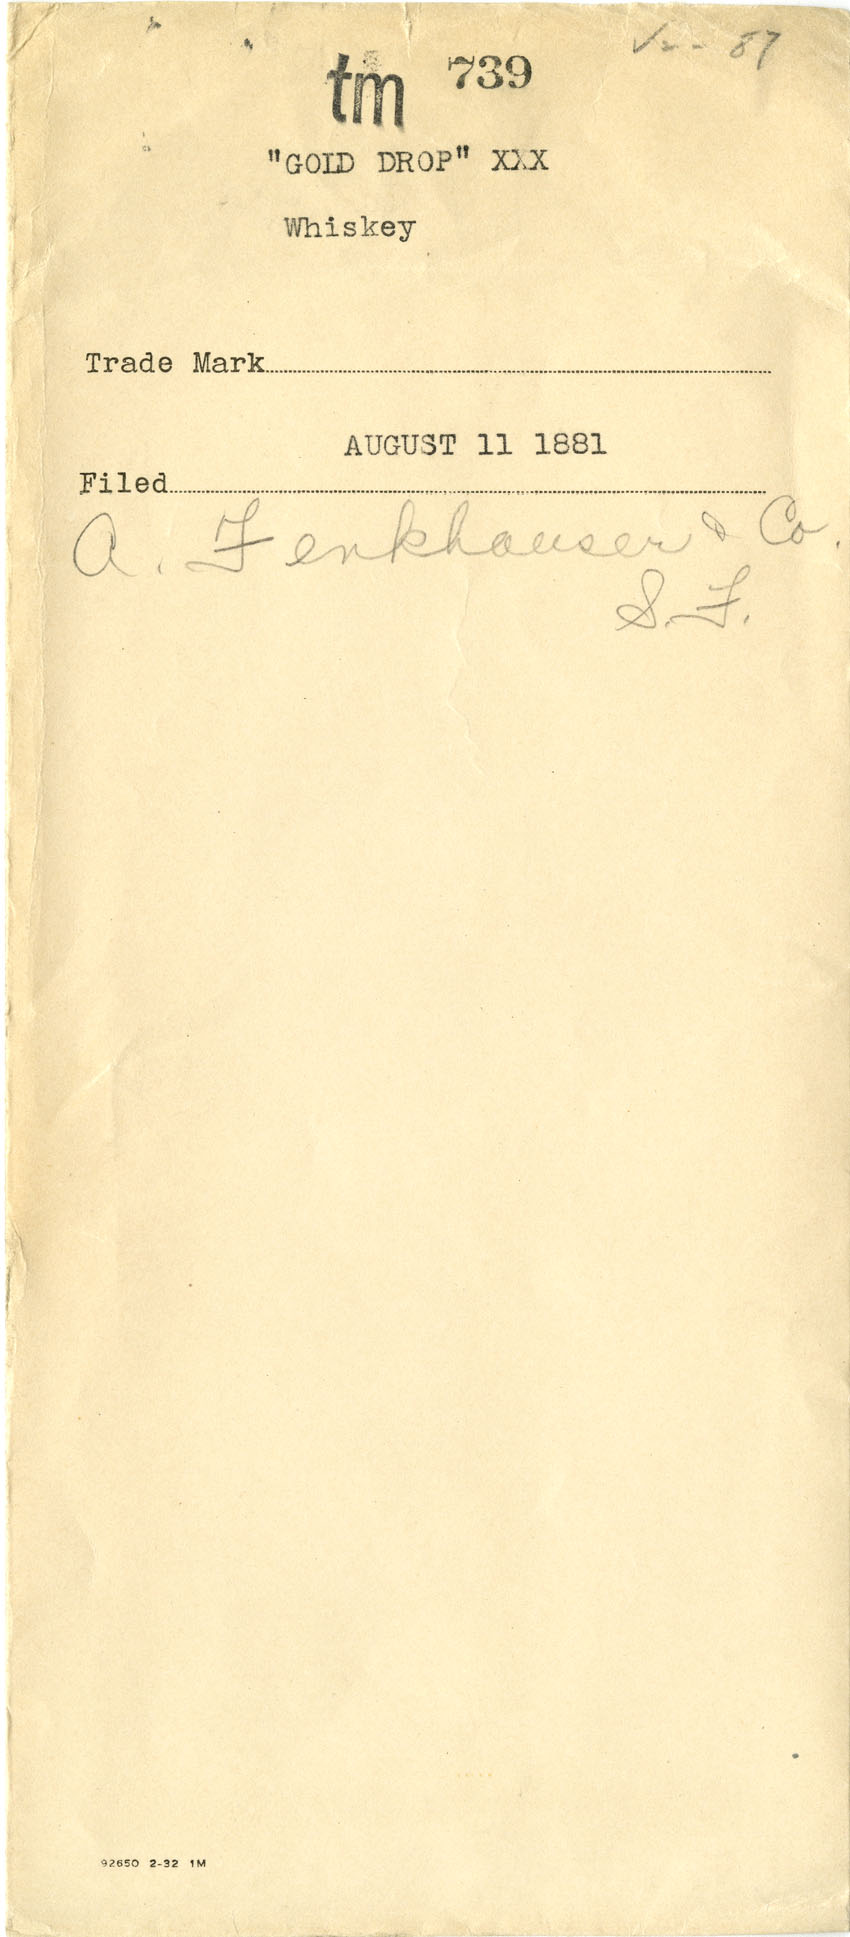 87
tm 739
"GOLD DROP" XXX
Whiskey
Trade Mark
AUGUST 11 1881
Filed
A. Fenkhauser & Co.
S.F.
92650 2-32 1M